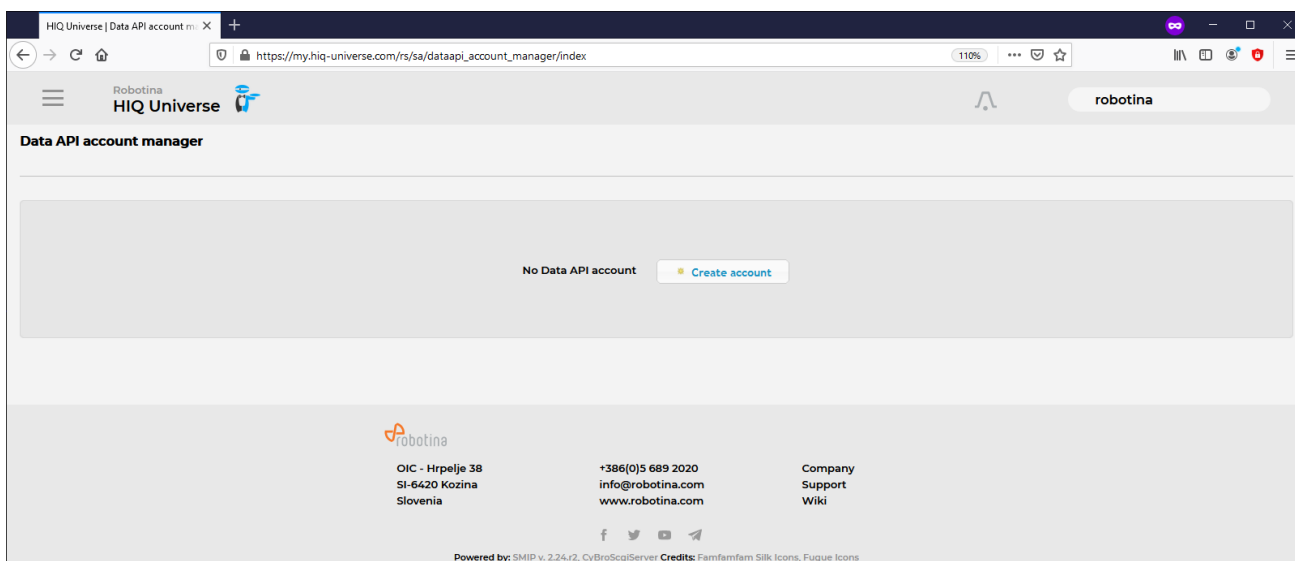 HIQ Universe | Data API account m
https://my.hiq-universe.com/rs/sa/dataapi_account_manager/index
110%
Robotina
HIQ Universe
robotina
Data API account manager
No Data API account
Create account
robotina
OIC - Hrpelje 38
+386(0)5 689 2020
Company
SI-6420 Kozina
info@robotina.com
Support
Slovenia
www.robotina.com
Wiki
Powered by: SMIP v. 2.24.r2, CyBroScgiServer Credits: Famfamfam Silk Icons, Fugue Icons